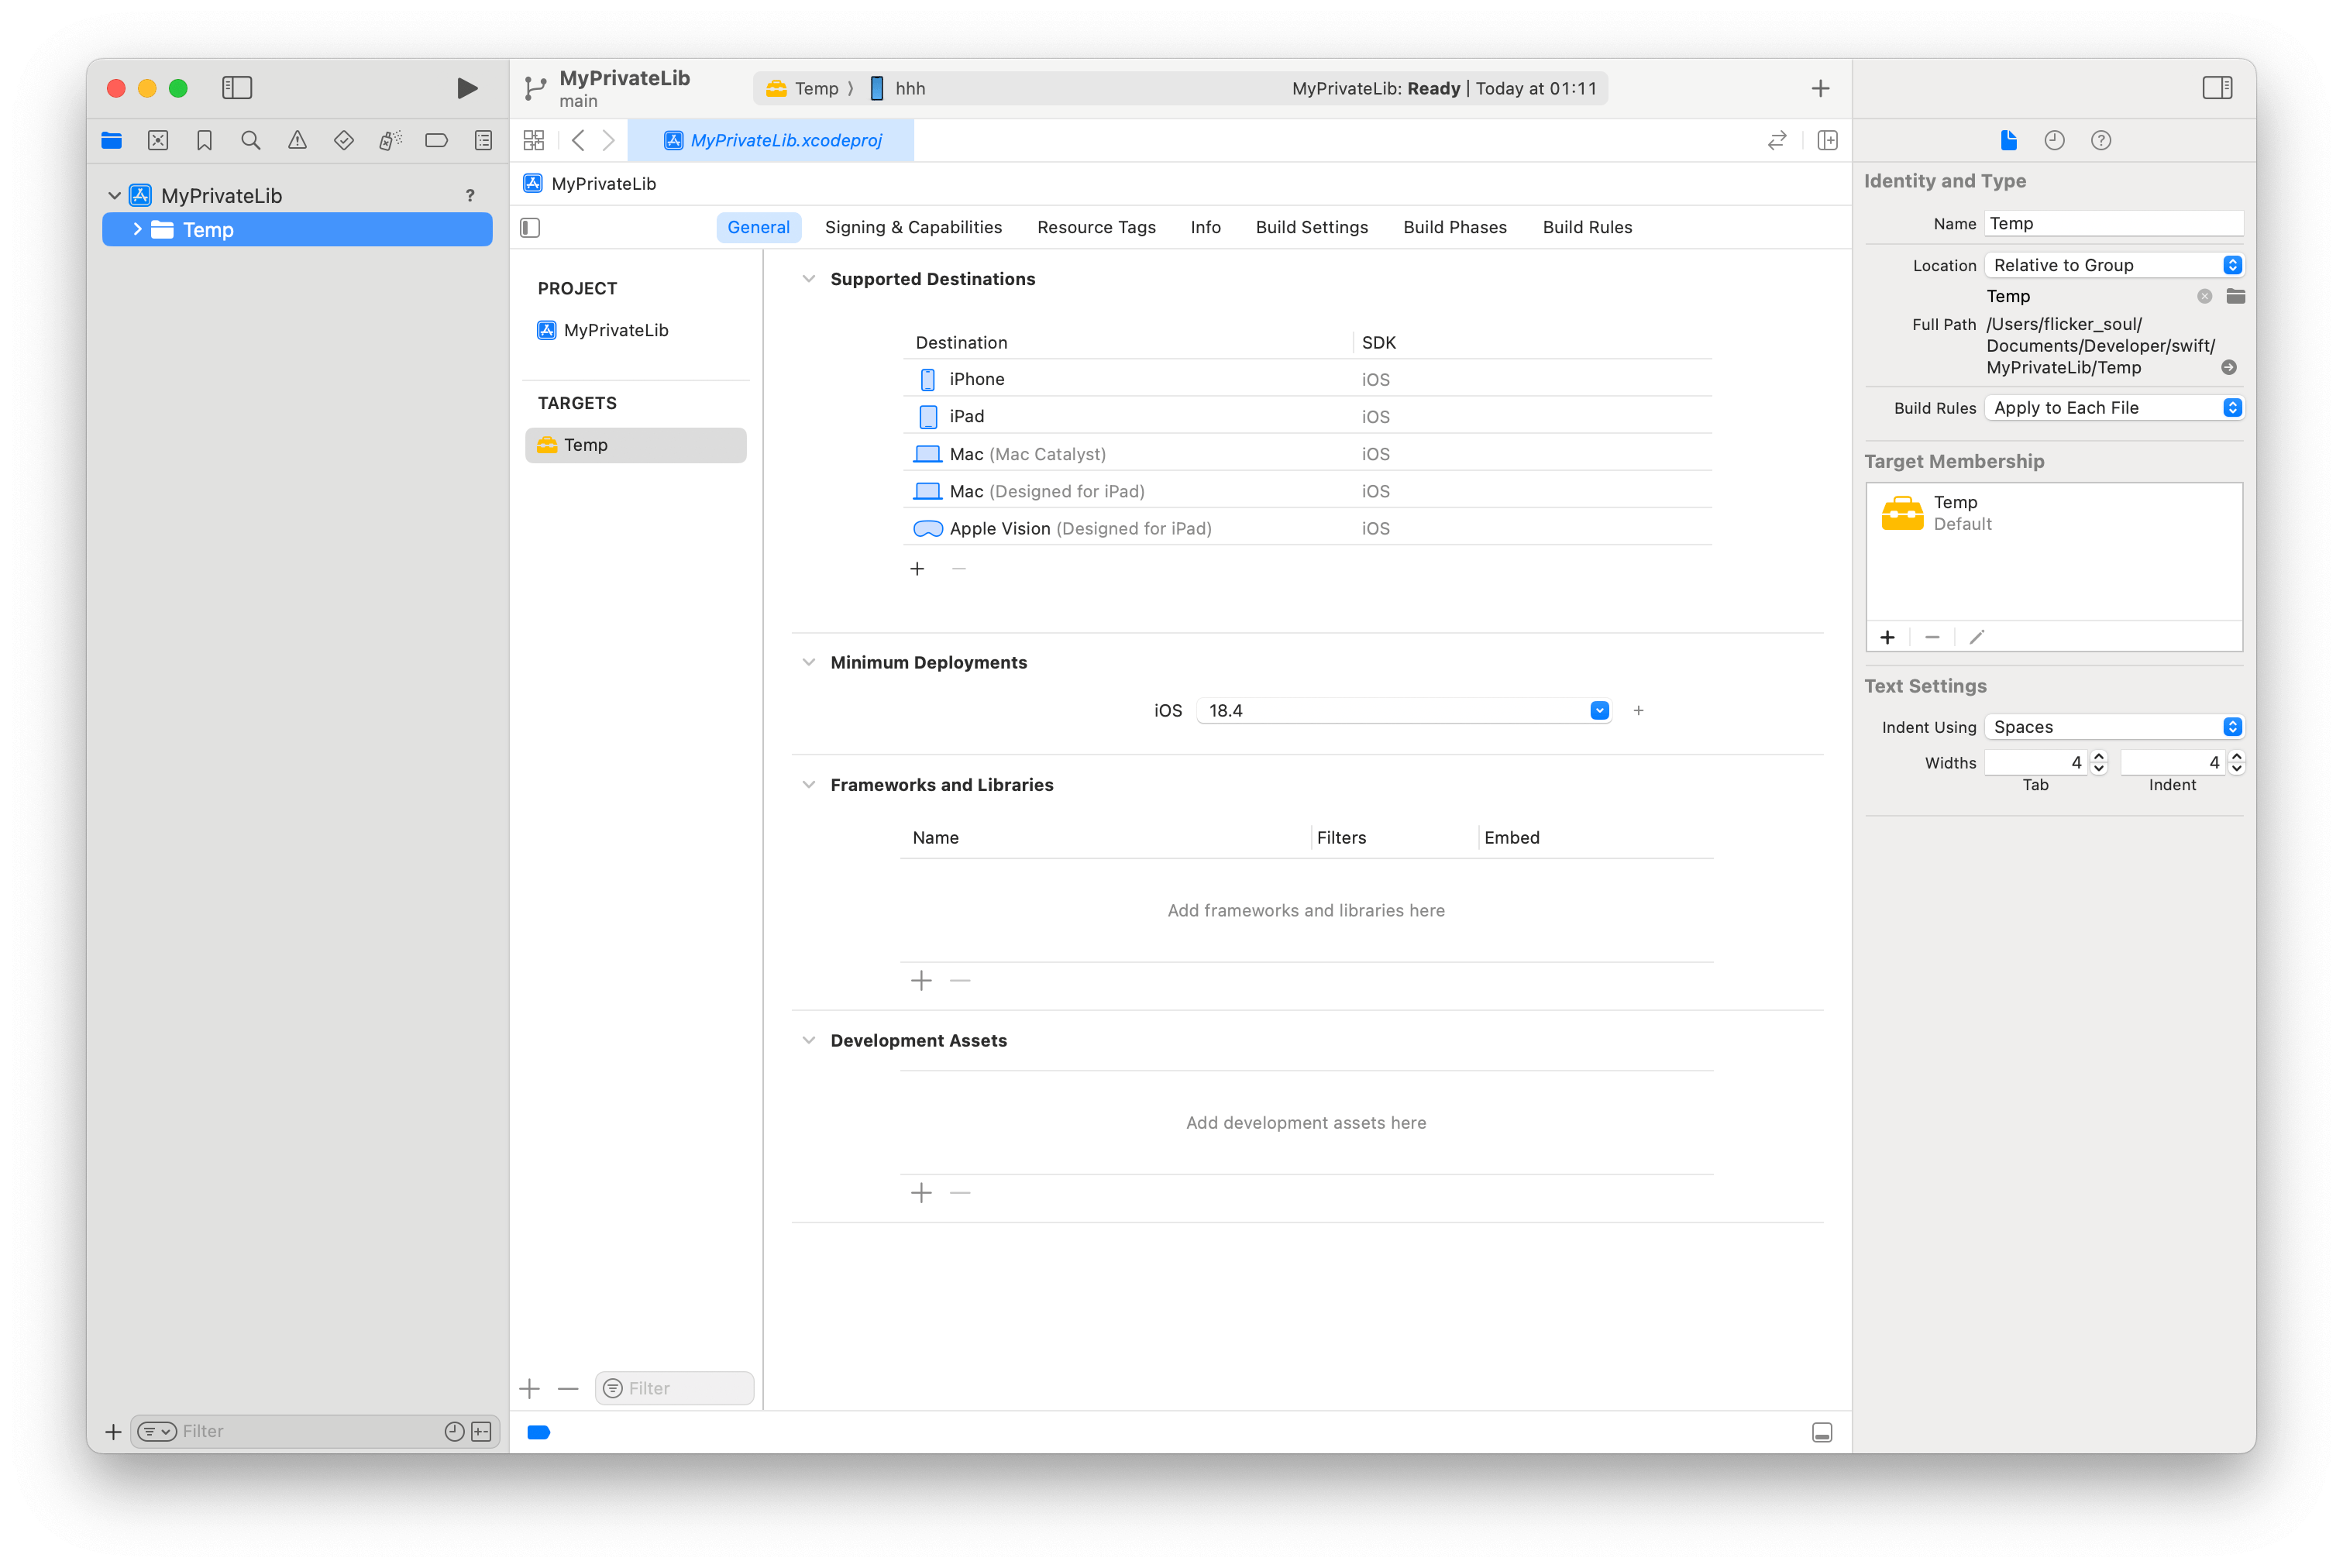 MyPrivateLib
main
Temp
hhh
MyPrivateLib: Ready | Today at 01:11
MyPrivateLib.xcodeproj
MyPrivateLib
?
Temp
Filter
MyPrivateLib
General
Signing & Capabilities
Resource Tags
Info
Build Settings
Build Phases
Build Rules
PROJECT
MyPrivateLib
TARGETS
Temp
Filter
Supported Destinations
Destination
SDK
iPhone
iOS
iPad
iOS
Mac (Mac Catalyst)
iOS
Mac (Designed for iPad)
iOS
Apple Vision (Designed for iPad)
iOS
Minimum Deployments
iOS
18.4
Frameworks and Libraries
Name
Filters
Embed
Add frameworks and libraries here
Development Assets
Add development assets here
Identity and Type
Name
Temp
Location
Relative to Group
Temp
Full Path
/Users/flicker_soul/
Documents/Developer/swift/
MyPrivateLib/Temp
Build Rules
Apply to Each File
Target Membership
Temp
Default
Text Settings
Indent Using
Spaces
Widths
4
4
Tab
Indent